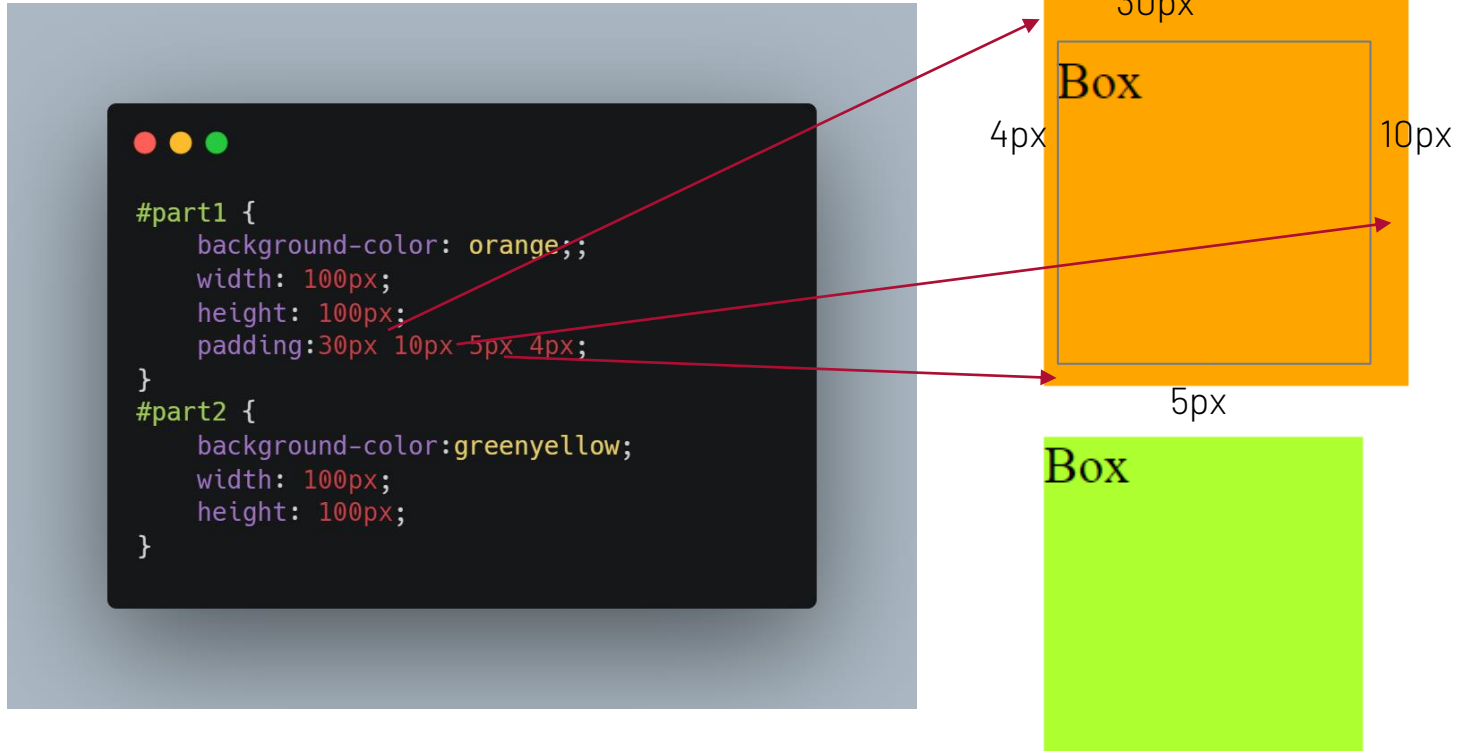 #part1 {
    background-color: orange;;
    width: 100px;
    height: 100px;
    padding:30px 10px 5px 4px;
}
#part2 {
    background-color:greenyellow;
    width: 100px;
    height: 100px;
}
30px
Box
4px
10px
5px
Box